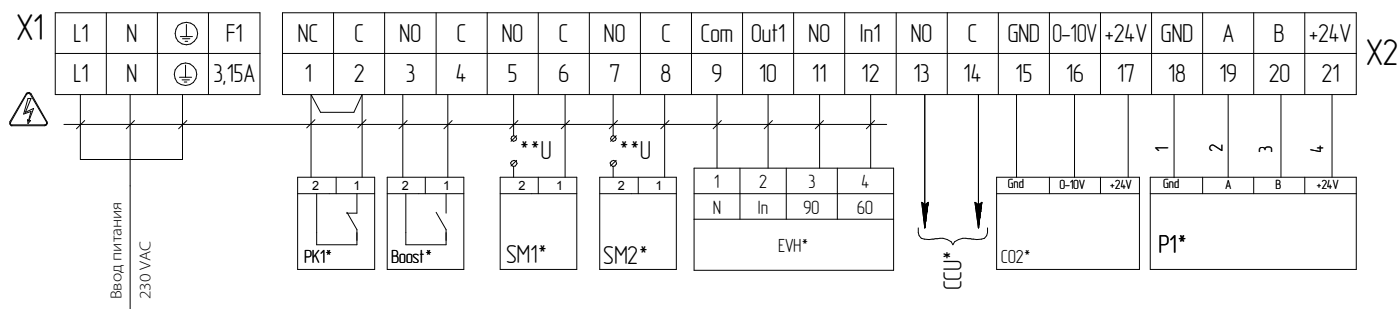 X1 L1 N F1 NC C NO C NO C NO C Com Out1 NO In1 NO C GND 0-10V +24V GND A B +24V X2
L1 N 3,15A 1 2 3 4 5 6 7 8 9 10 11 12 13 14 15 16 17 18 19 20 21
**U **U
1 2 3 4
2 1 2 1 2 1 2 1
1 2 3 4
N In 90 60
Gnd 0-10V +24V
Gnd A B +24V
PK1* Boost* SM1* SM2* EVH* CCU* CO2* P1*
Ввод питания
230 VAC